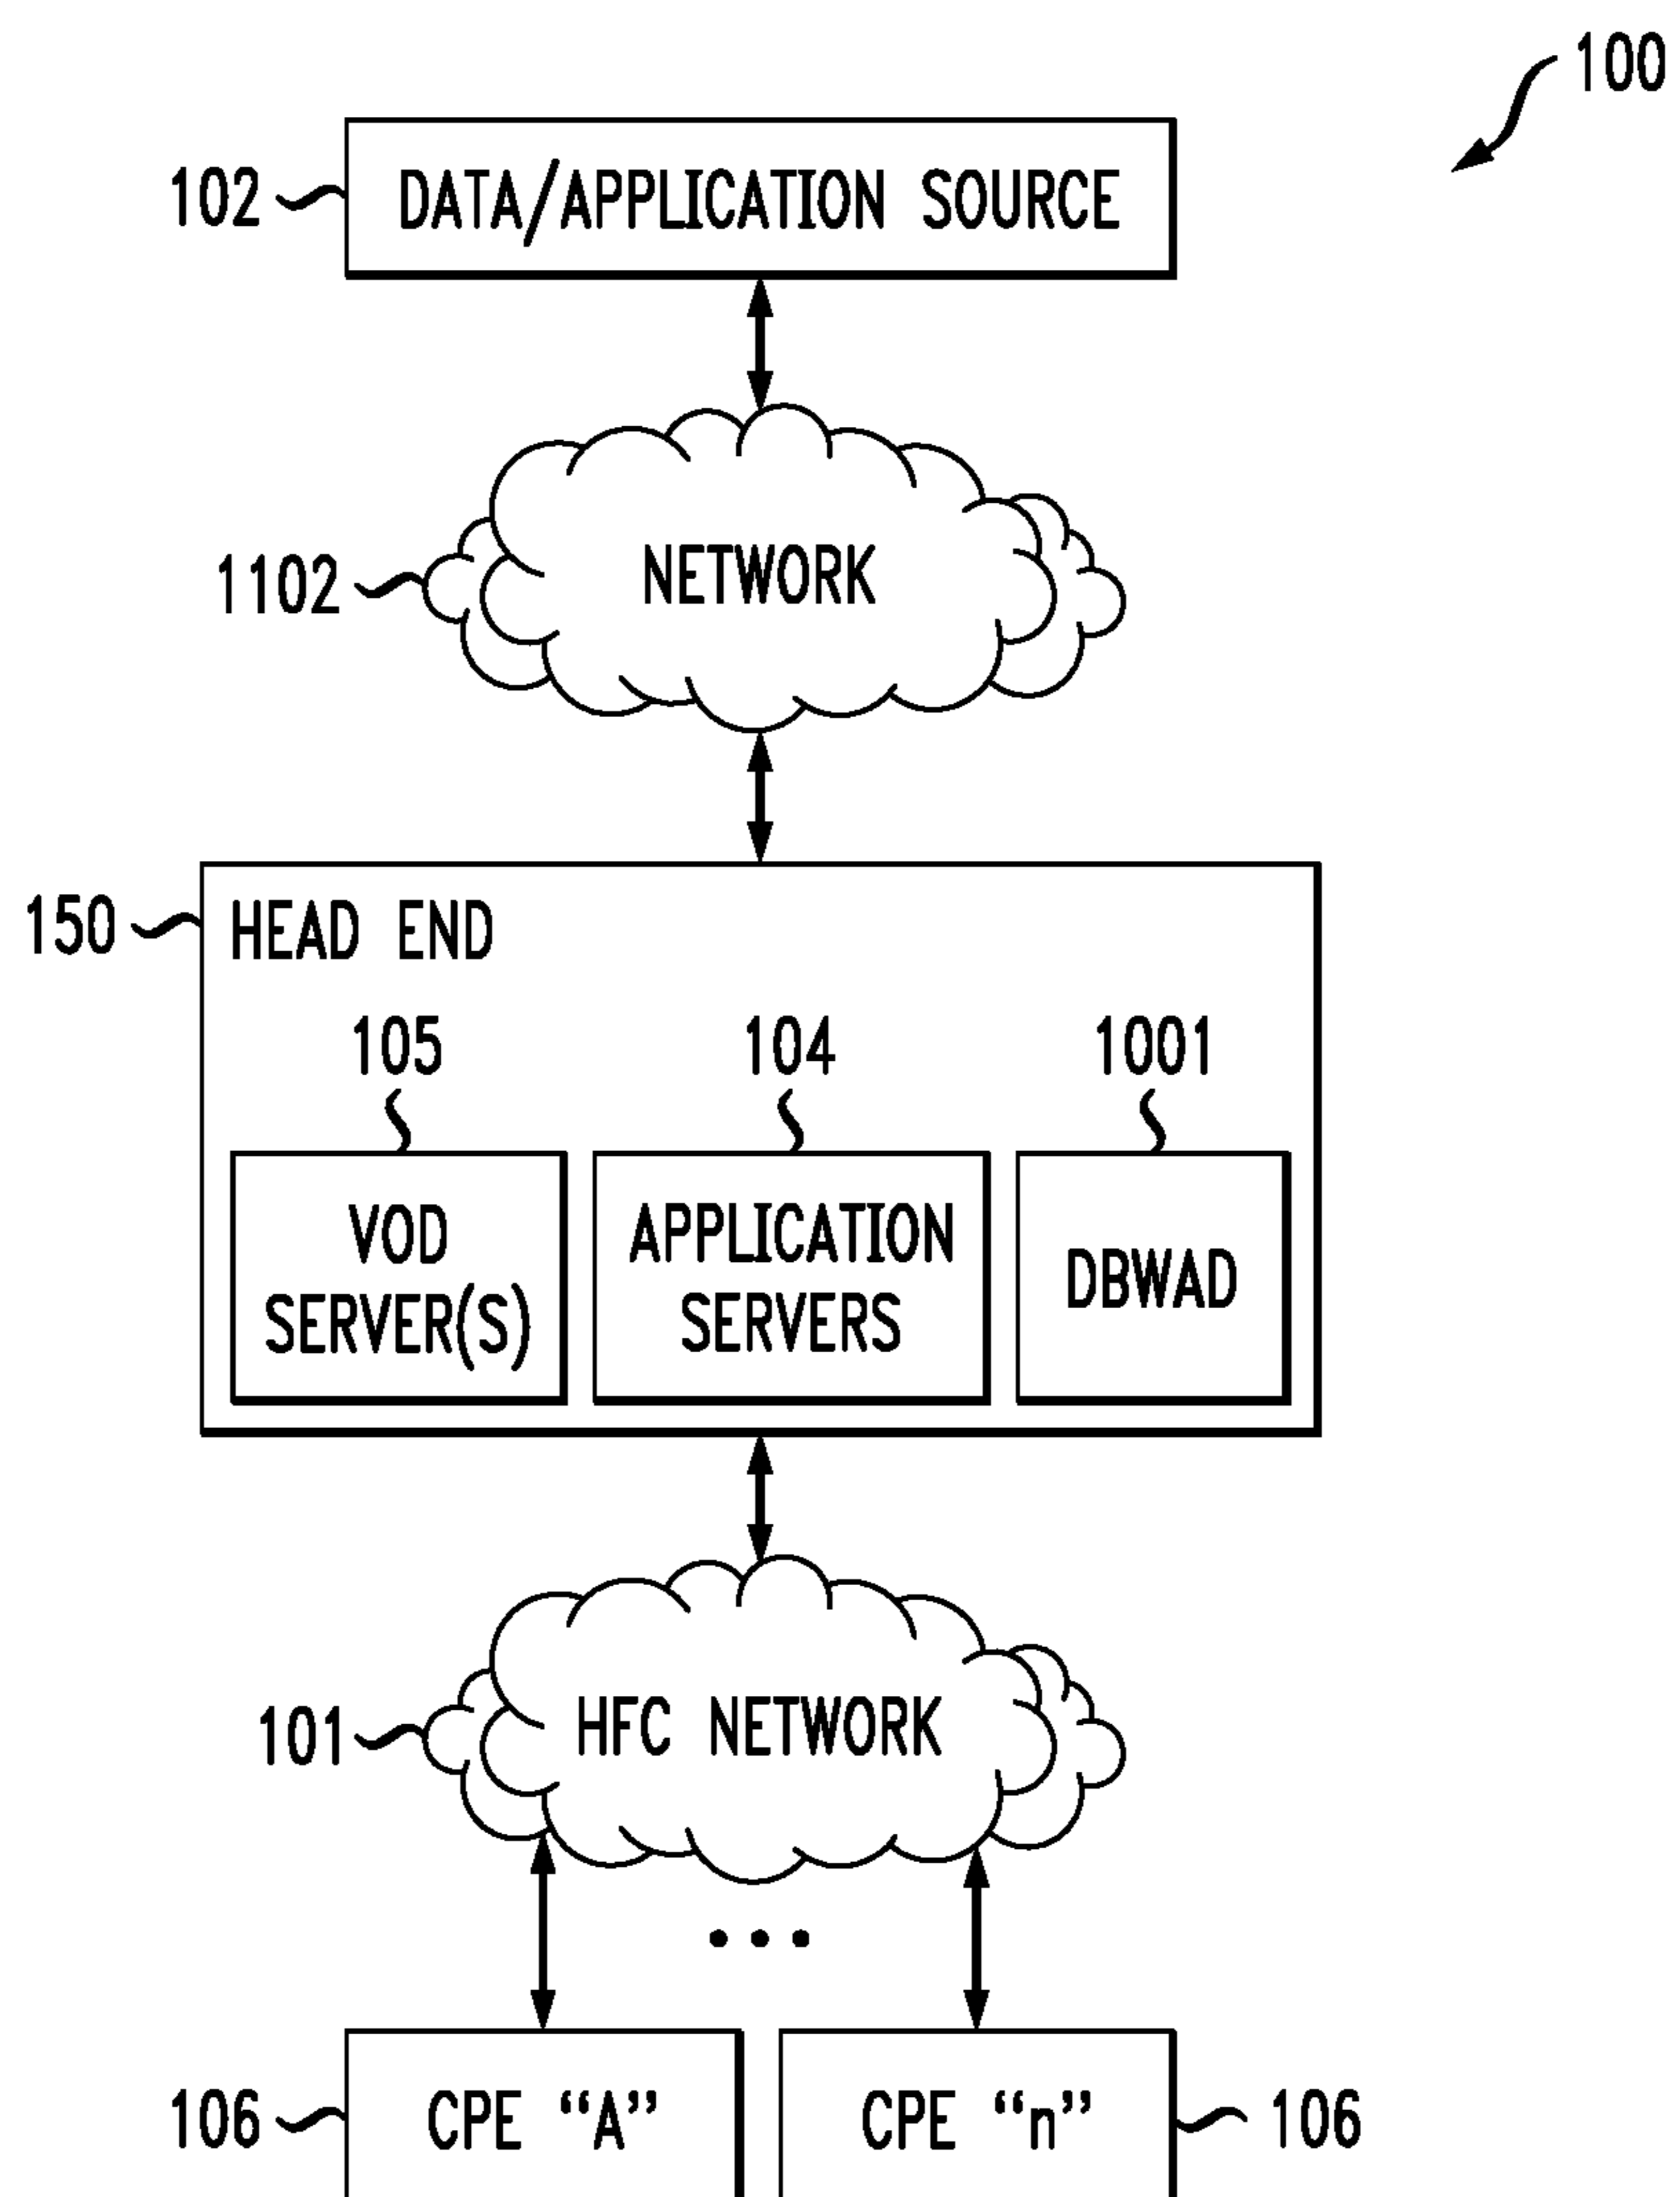 100
102 DATA/APPLICATION SOURCE
1102 NETWORK
150 HEAD END
105 104 1001
VOD
SERVER(S)
APPLICATION
SERVERS
DBWAD
101 HFC NETWORK
106 CPE “A” CPE “n” 106